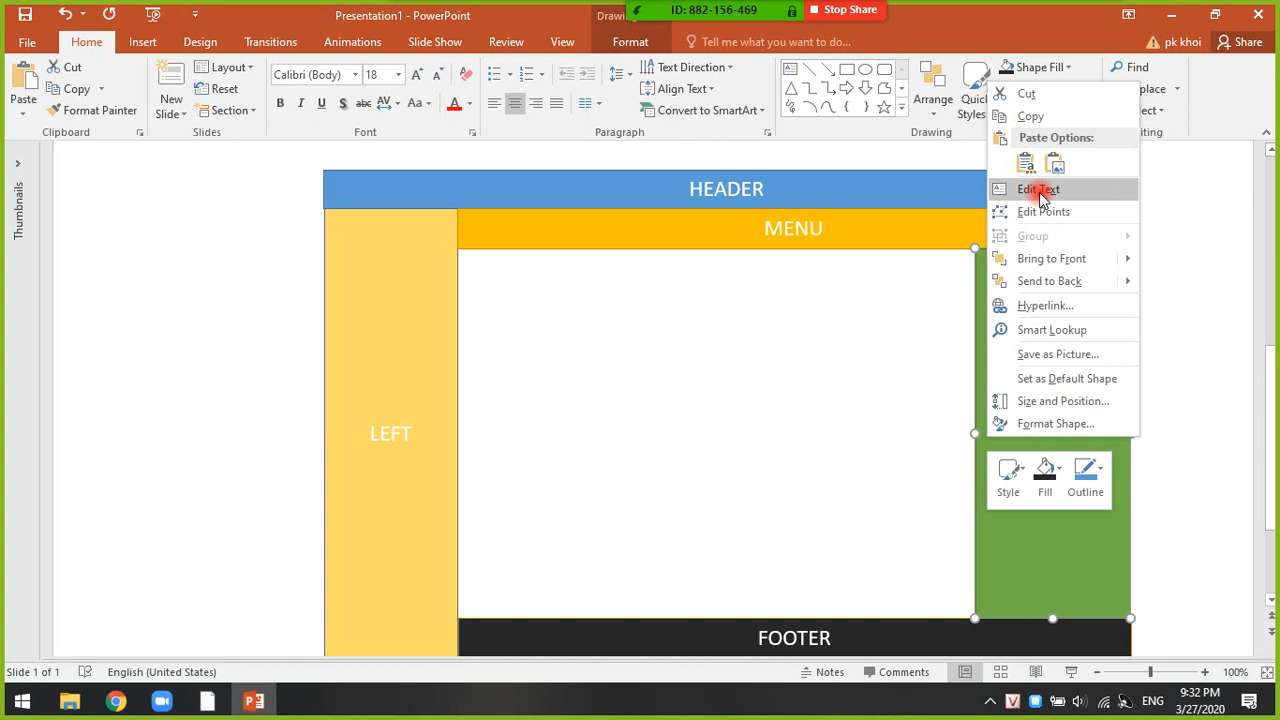 Presentation1 - PowerPoint
Drawing
ID: 882-156-469
Stop Share
File
Home
Insert
Design
Transitions
Animations
Slide Show
Review
View
Format
Tell me what you want to do...
pk khoi
Share
Paste
Cut
Copy
Format Painter
Clipboard
New
Slide
Layout
Reset
Section
Slides
Calibri (Body)
18
B I U S abc AV Aa A
Font
Text Direction
Align Text
Convert to SmartArt
Paragraph
Arrange
Quick
Styles
Shape Fill
Drawing
Find
Cut
Copy
Paste Options:
Edit Text
Edit Points
Group
Bring to Front
Send to Back
Hyperlink...
Smart Lookup
Save as Picture...
Set as Default Shape
Size and Position...
Format Shape...
Style
Fill
Outline
Thumbnails
HEADER
MENU
LEFT
FOOTER
Slide 1 of 1
English (United States)
Notes
Comments
100%
ENG
9:32 PM
3/27/2020